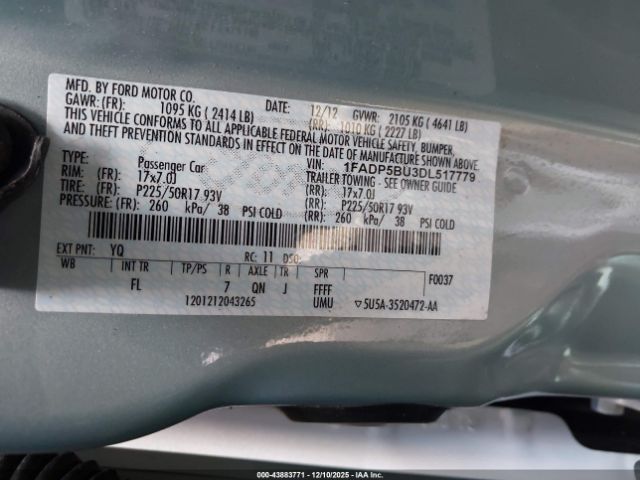 MFD. BY FORD MOTOR CO. DATE: 12/12 GVWR: 2105 KG (4641 LB)
GAWR: (FR): 1095 KG (2414 LB) (RR): 1010 KG (2227 LB)
THIS VEHICLE CONFORMS TO ALL APPLICABLE FEDERAL MOTOR VEHICLE SAFETY, BUMPER,
AND THEFT PREVENTION STANDARDS IN EFFECT ON THE DATE OF MANUFACTURE SHOWN ABOVE.
VIN: 1FADP5BU3DL517779
TYPE: Passenger Car TRAILER TOWING - SEE OWNER GUIDE
RIM: (FR): 17x7.0J (RR): 17x7.0J
TIRE: (FR): P225/50R17 93V (RR): P225/50R17 93V
PRESSURE: (FR): 260 kPa/ 38 PSI COLD (RR): 260 kPa/ 38 PSI COLD
EXT PNT: YQ RC: 11 DSO:
WB INT TR TP/PS R AXLE TR SPR F0037
FL 7 QN J FFFF
1201212043265 UMU ▽5U5A-3520472-AA
000-43883771 - 12/10/2025 - IAAI.com